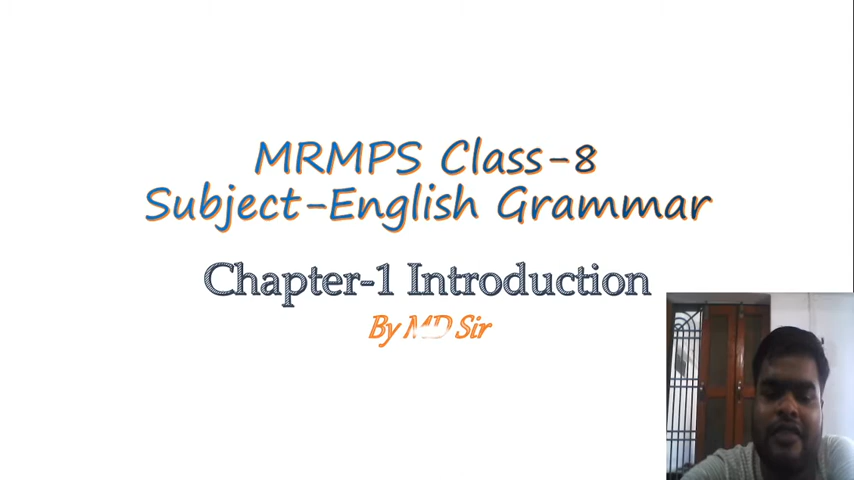 MRMPS Class-8
Subject-English Grammar
Chapter-1 Introduction
By MD Sir